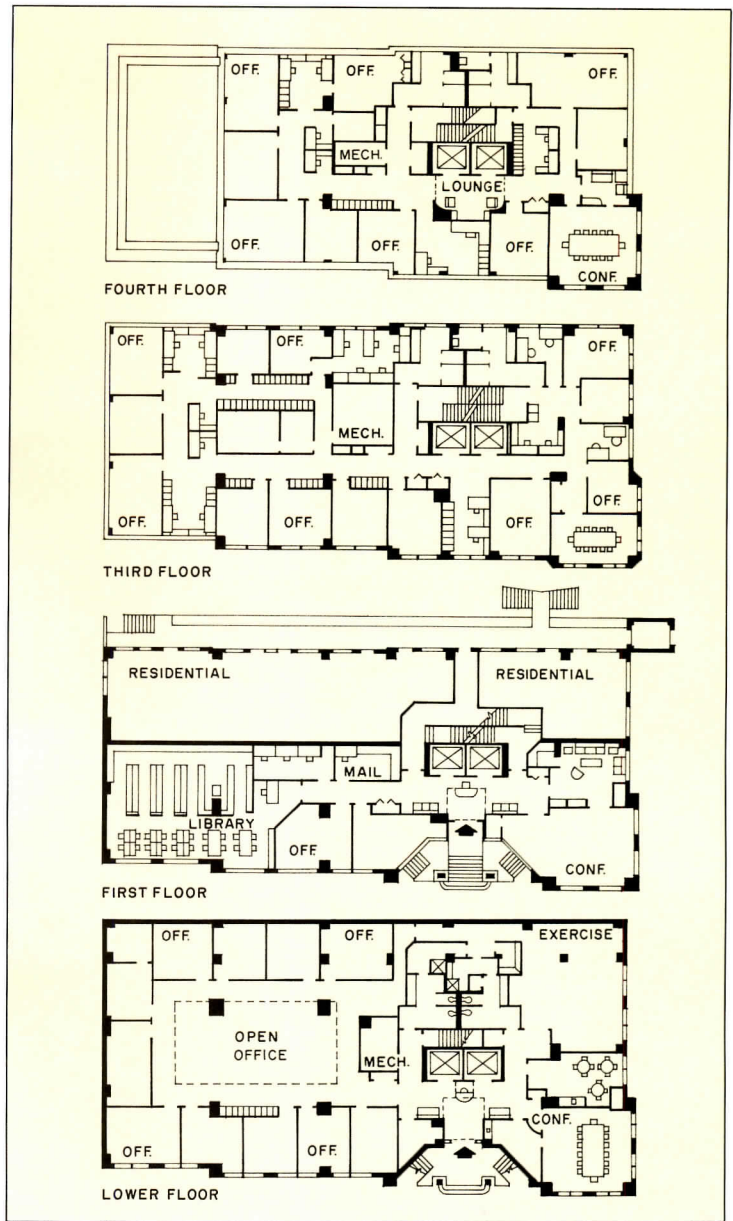 OFF.
OFF.
OFF.
MECH.
LOUNGE
OFF.
OFF.
OFF.
CONF.
FOURTH FLOOR
OFF.
OFF.
OFF.
MECH.
OFF.
OFF.
OFF.
OFF.
THIRD FLOOR
RESIDENTIAL
RESIDENTIAL
MAIL
LIBRARY
OFF.
CONF.
FIRST FLOOR
OFF.
OFF.
EXERCISE
OPEN
OFFICE
MECH.
CONF.
OFF.
OFF.
LOWER FLOOR